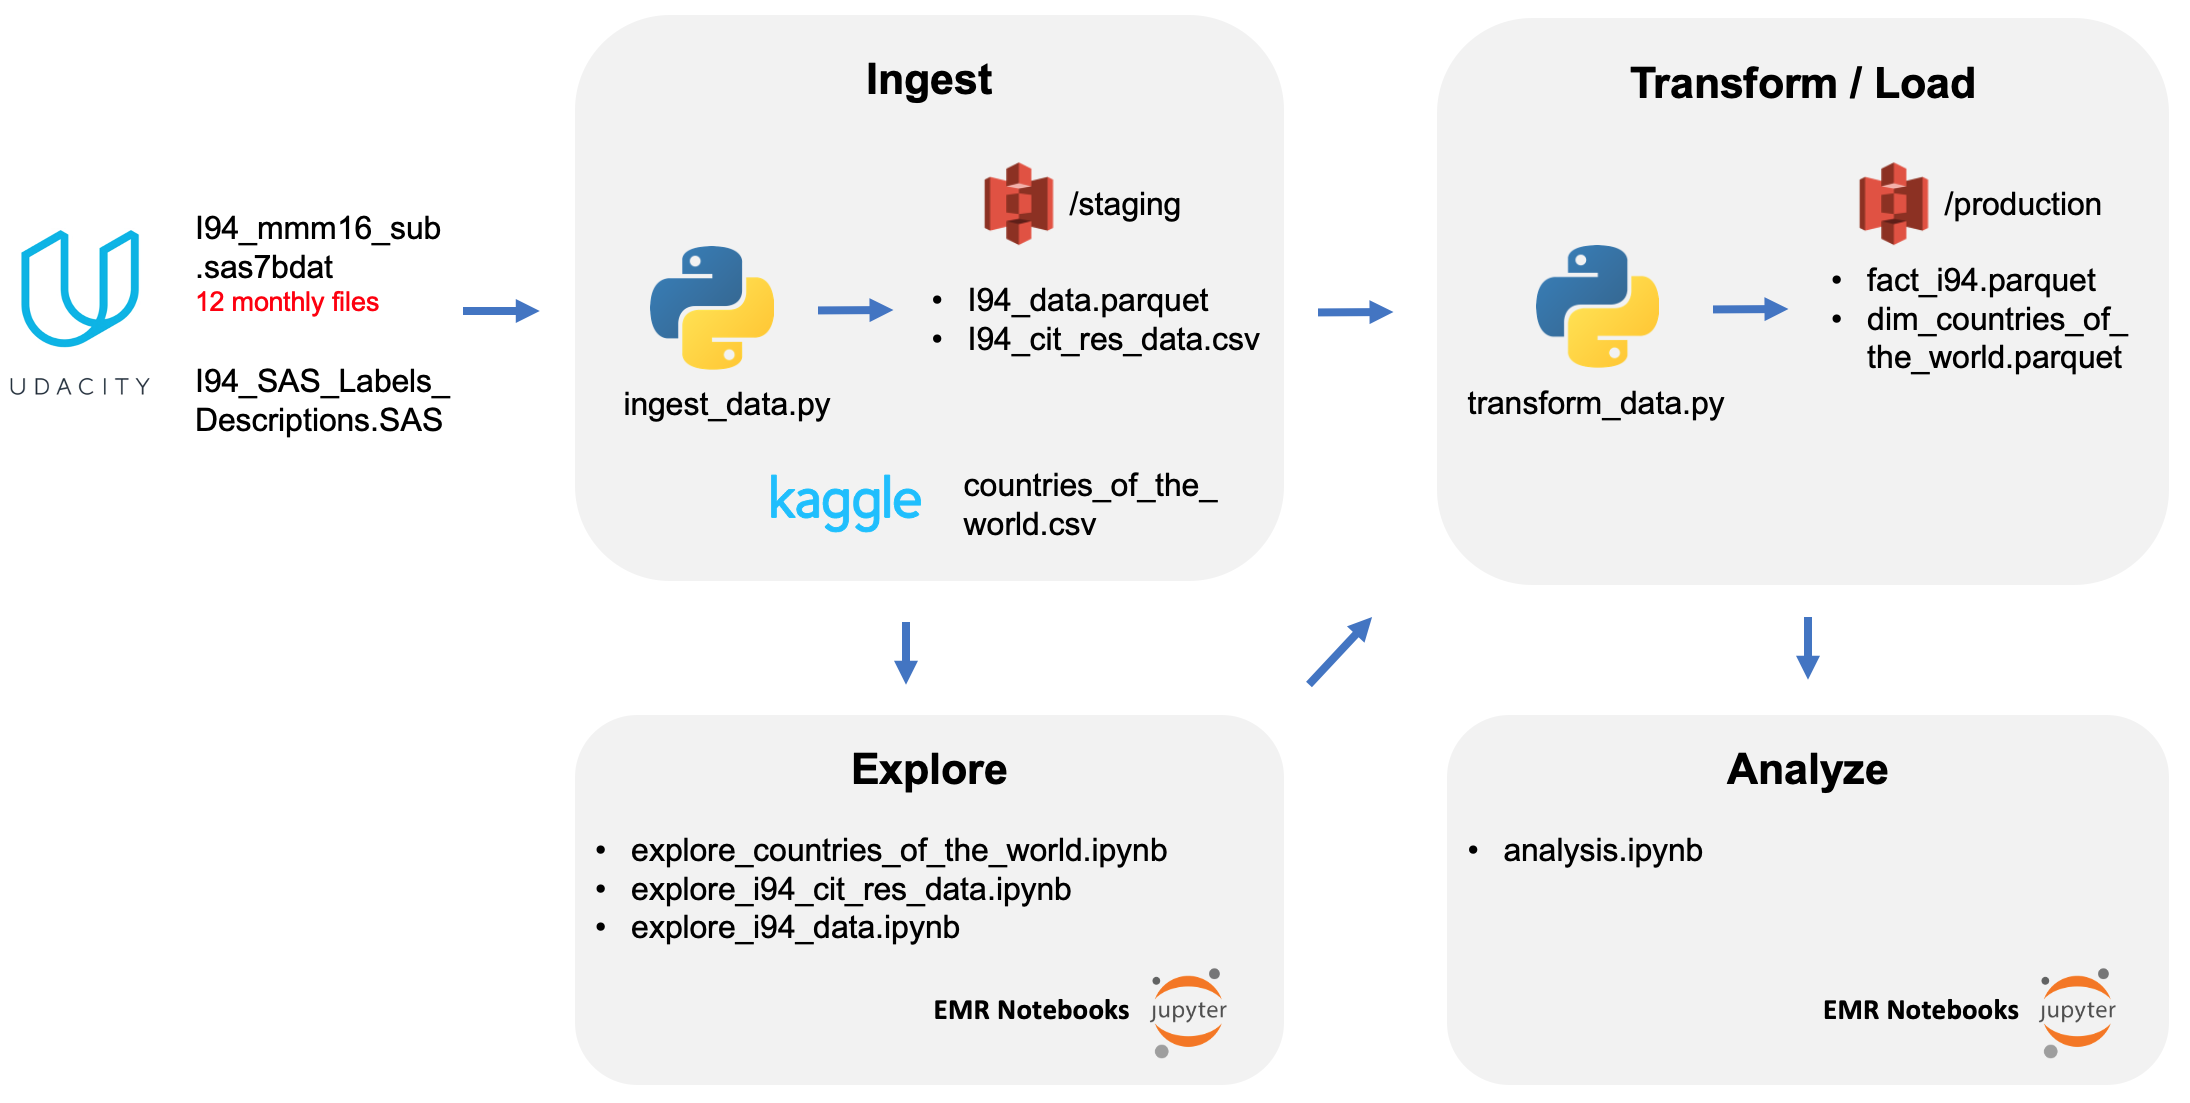 UDACITY
I94_mmm16_sub
.sas7bdat
12 monthly files
I94_SAS_Labels_
Descriptions.SAS
Ingest
ingest_data.py
/staging
• I94_data.parquet
• I94_cit_res_data.csv
kaggle
countries_of_the_
world.csv
Transform / Load
transform_data.py
/production
• fact_i94.parquet
• dim_countries_of_
the_world.parquet
Explore
• explore_countries_of_the_world.ipynb
• explore_i94_cit_res_data.ipynb
• explore_i94_data.ipynb
EMR Notebooks
jupyter
Analyze
• analysis.ipynb
EMR Notebooks
jupyter